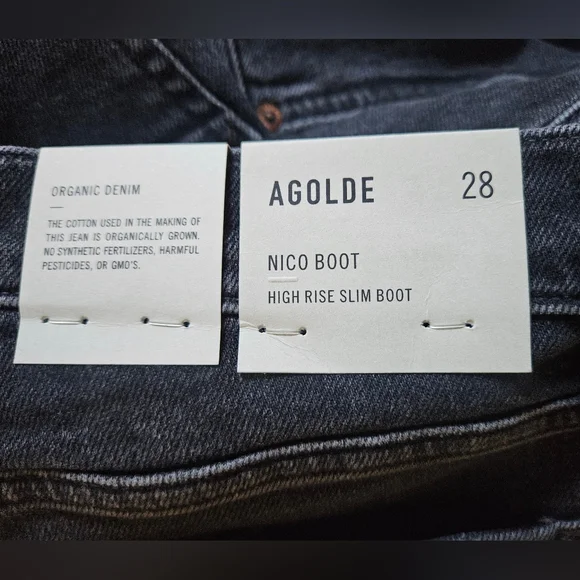 ORGANIC DENIM
THE COTTON USED IN THE MAKING OF
THIS JEAN IS ORGANICALLY GROWN.
NO SYNTHETIC FERTILIZERS, HARMFUL
PESTICIDES, OR GMO'S.
AGOLDE 28
NICO BOOT
HIGH RISE SLIM BOOT